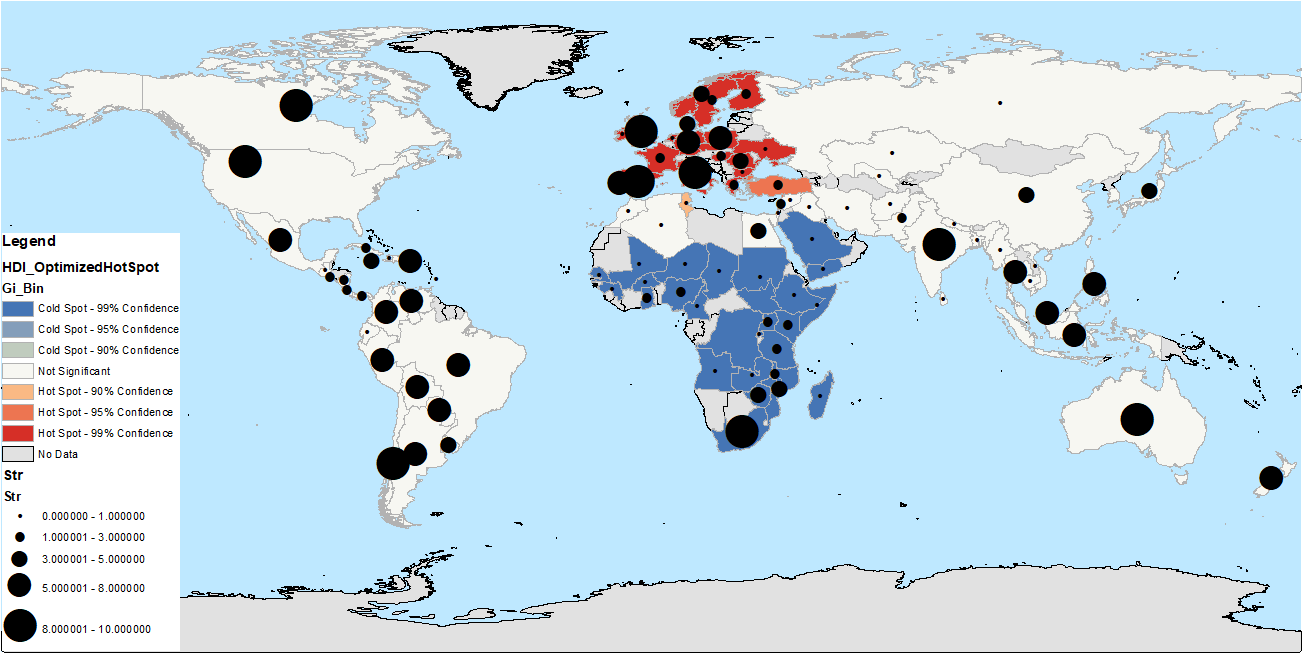 Legend
HDI_OptimizedHotSpot
Gi_Bin
Cold Spot - 99% Confidence
Cold Spot - 95% Confidence
Cold Spot - 90% Confidence
Not Significant
Hot Spot - 90% Confidence
Hot Spot - 95% Confidence
Hot Spot - 99% Confidence
No Data
Str
Str
0.000000 - 1.000000
1.000001 - 3.000000
3.000001 - 5.000000
5.000001 - 8.000000
8.000001 - 10.000000